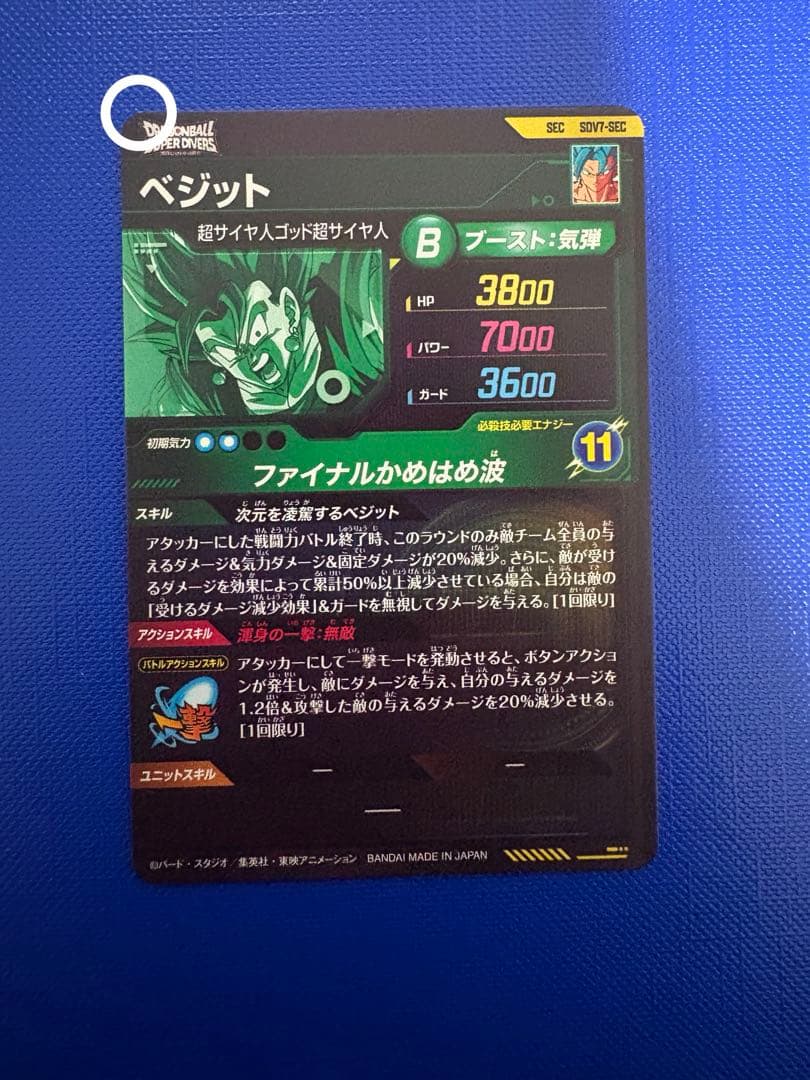 DRAGONBALL
SUPER DIVERS
SEC SDV7-SEC
ベジット
超サイヤ人ゴッド超サイヤ人
B ブースト:気弾
HP 3800
パワー 7000
ガード 3600
初期気力
必殺技必要エナジー
11
ファイナルかめはめ波
スキル 次元を凌駕するベジット
アタッカーにした戦闘力バトル終了時、このラウンドのみ敵チーム全員の与
えるダメージ&気力ダメージ&固定ダメージが20%減少。さらに、敵が受け
るダメージを効果によって累計50%以上減少させている場合、自分は敵の
「受けるダメージ減少効果」&ガードを無視してダメージを与える。[1回限り]
アクションスキル 渾身の一撃:無敵
バトルアクションスキル
アタッカーにして一撃モードを発動させると、ボタンアクショ
ンが発生し、敵にダメージを与え、自分の与えるダメージを
1.2倍&攻撃した敵の与えるダメージを20%減少させる。
[1回限り]
撃
ユニットスキル ― ―
―
©バード・スタジオ/集英社・東映アニメーション BANDAI MADE IN JAPAN